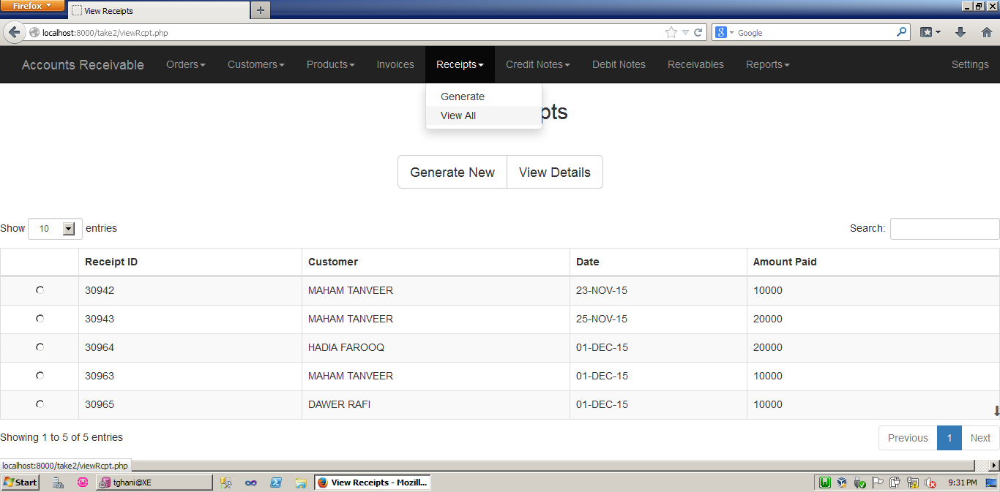 Firefox
View Receipts
localhost:8000/take2/viewRcpt.php
Google
Accounts Receivable Orders Customers Products Invoices Receipts Credit Notes Debit Notes Receivables Reports Settings
Generate
View All
pts
Generate New View Details
Show 10 entries Search:
Receipt ID Customer Date Amount Paid
30942 MAHAM TANVEER 23-NOV-15 10000
30943 MAHAM TANVEER 25-NOV-15 20000
30964 HADIA FAROOQ 01-DEC-15 20000
30963 MAHAM TANVEER 01-DEC-15 10000
30965 DAWER RAFI 01-DEC-15 10000
Showing 1 to 5 of 5 entries Previous 1 Next
localhost:8000/take2/viewRcpt.php
Start tghani@XE View Receipts - Mozill... 9:31 PM